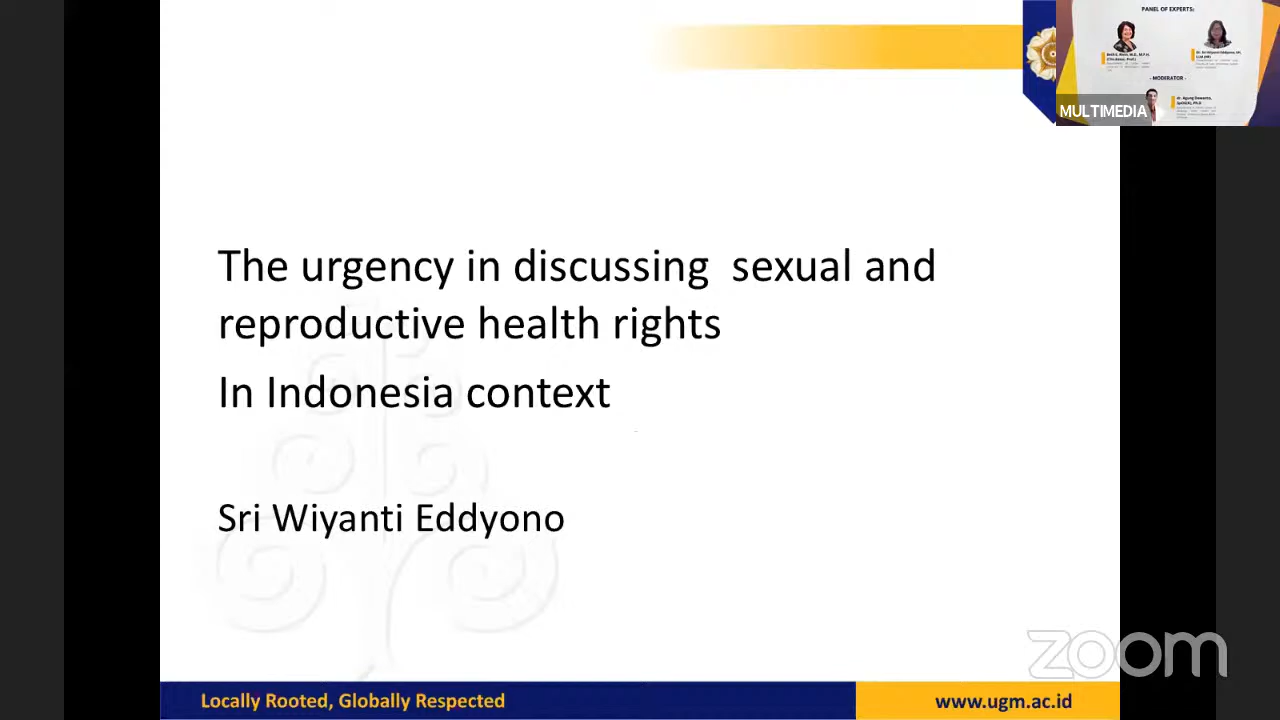 PANEL OF EXPERTS:
- MODERATOR -
MULTIMEDIA
The urgency in discussing sexual and
reproductive health rights
In Indonesia context
Sri Wiyanti Eddyono
zoom
Locally Rooted, Globally Respected
www.ugm.ac.id